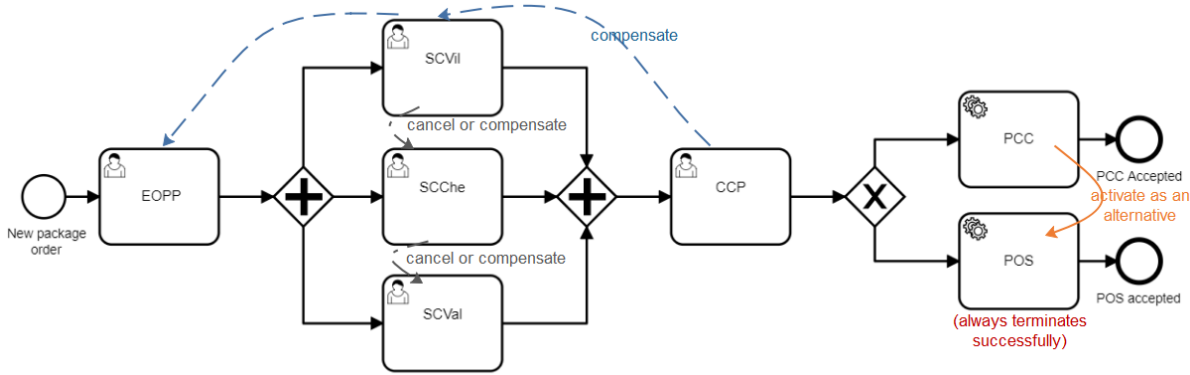 New package
order
EOPP
SCVil
cancel or compensate
SCChe
cancel or compensate
SCVal
compensate
CCP
X
PCC
PCC Accepted
activate as an
alternative
POS
POS accepted
(always terminates
successfully)